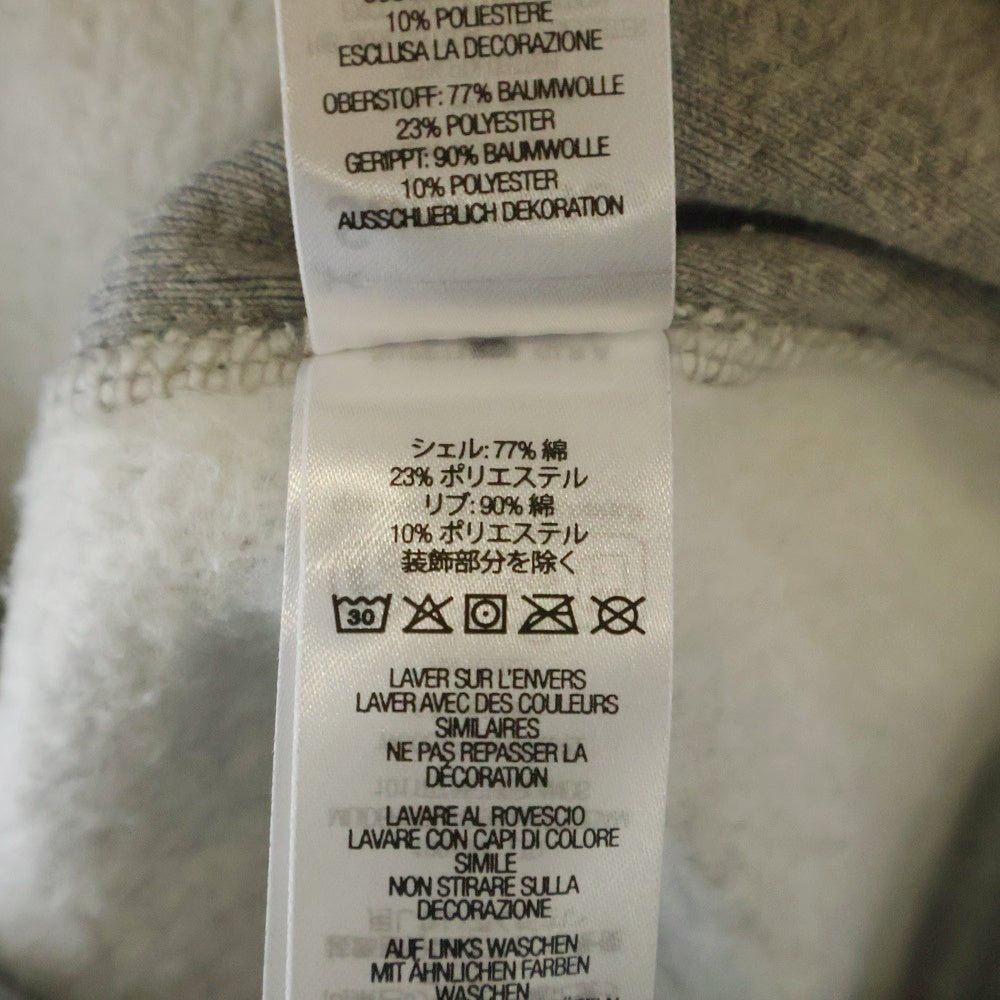 10% POLIESTERE
ESCLUSA LA DECORAZIONE
OBERSTOFF: 77% BAUMWOLLE
23% POLYESTER
GERIPPT: 90% BAUMWOLLE
10% POLYESTER
AUSSCHLIEBLICH DEKORATION
シェル: 77% 綿
23% ポリエステル
リブ: 90% 綿
10% ポリエステル
装飾部分を除く
30
LAVER SUR L'ENVERS
LAVER AVEC DES COULEURS
SIMILAIRES
NE PAS REPASSER LA
DÉCORATION
LAVARE AL ROVESCIO
LAVARE CON CAPI DI COLORE
SIMILE
NON STIRARE SULLA
DECORAZIONE
AUF LINKS WASCHEN
MIT ÄHNLICHEN FARBEN
WASCHEN